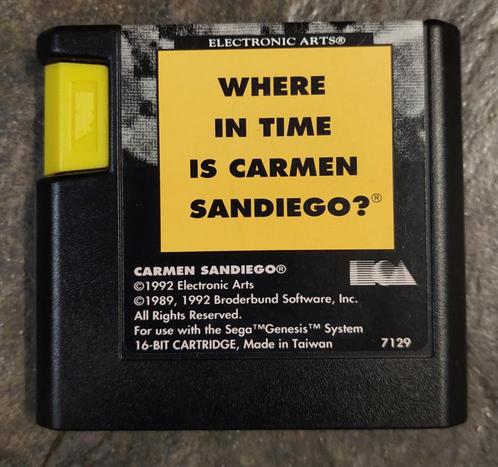 ELECTRONIC ARTS®
WHERE
IN TIME
IS CARMEN
SANDIEGO?®
CARMEN SANDIEGO®
©1992 Electronic Arts
©1989, 1992 Broderbund Software, Inc.
All Rights Reserved.
For use with the Sega™Genesis™ System
16-BIT CARTRIDGE, Made in Taiwan
EA
7129